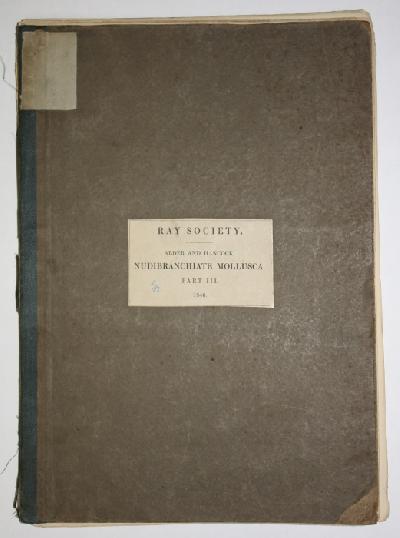 RAY SOCIETY.
ALDER AND HANCOCK
NUDIBRANCHIATE MOLLUSCA
PART III.